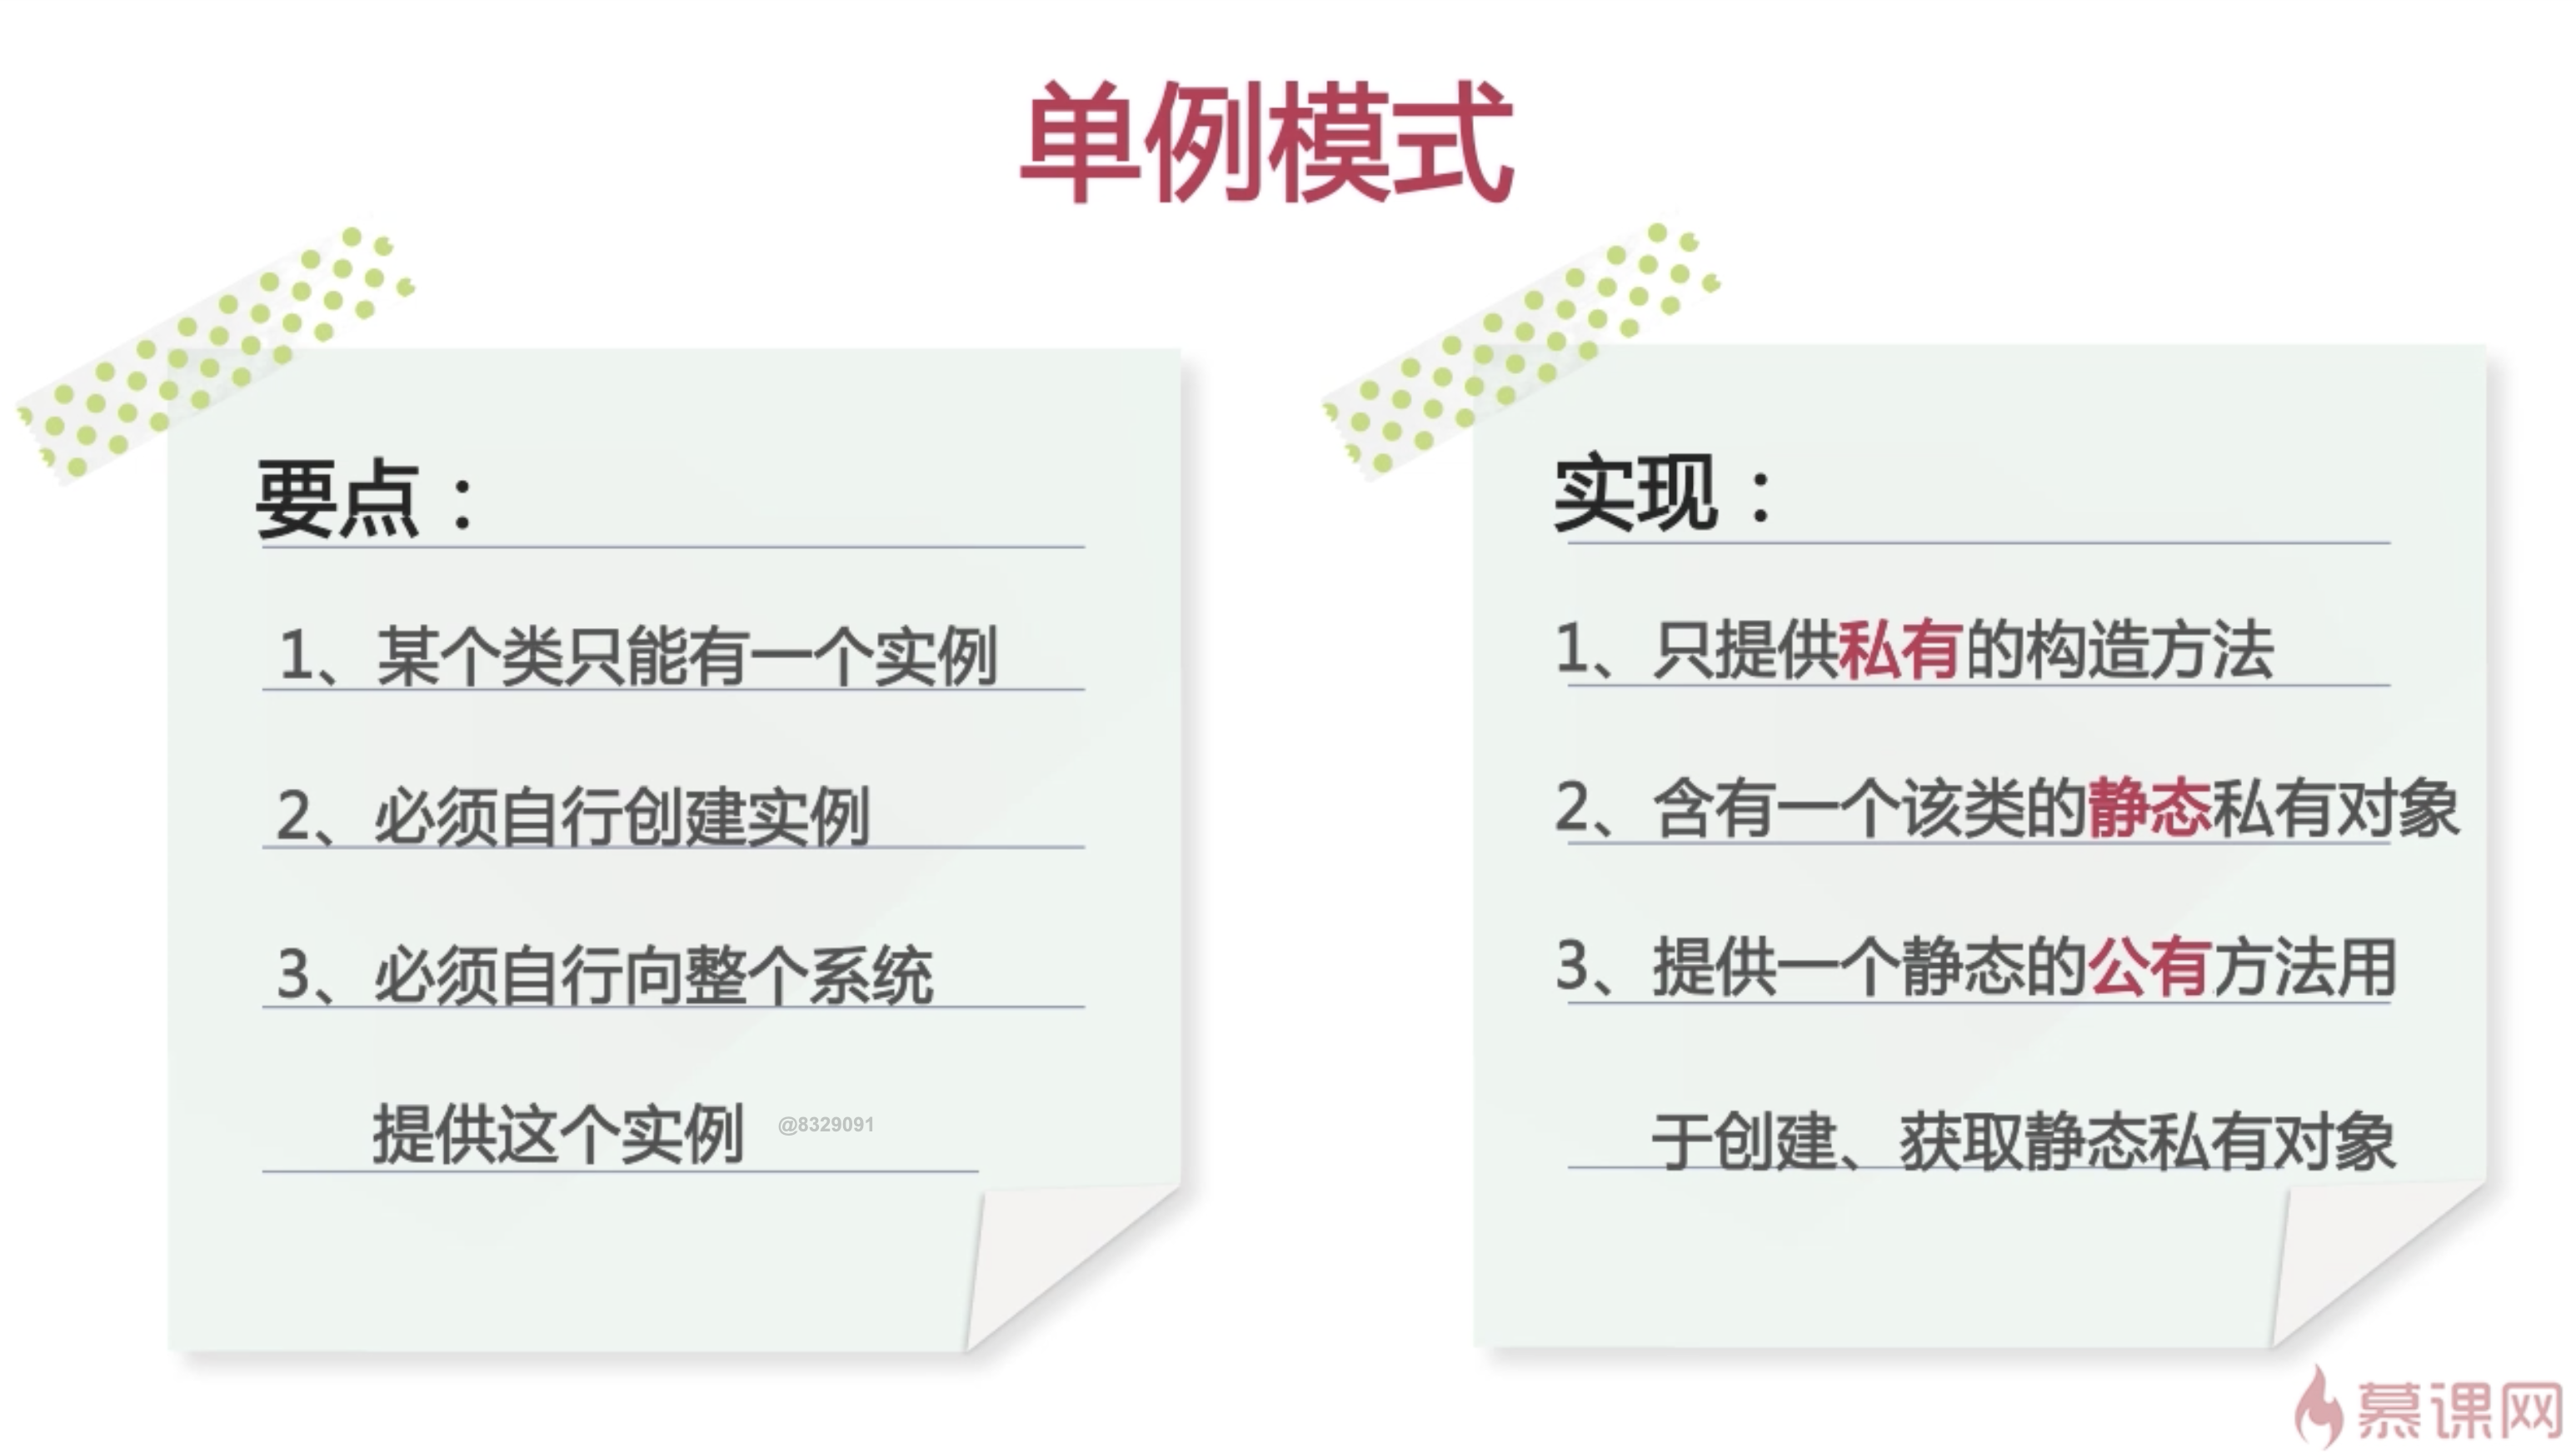 单例模式
要点：
1、某个类只能有一个实例
2、必须自行创建实例
3、必须自行向整个系统
提供这个实例
@8329091
实现：
1、只提供私有的构造方法
2、含有一个该类的静态私有对象
3、提供一个静态的公有方法用
于创建、获取静态私有对象
慕课网